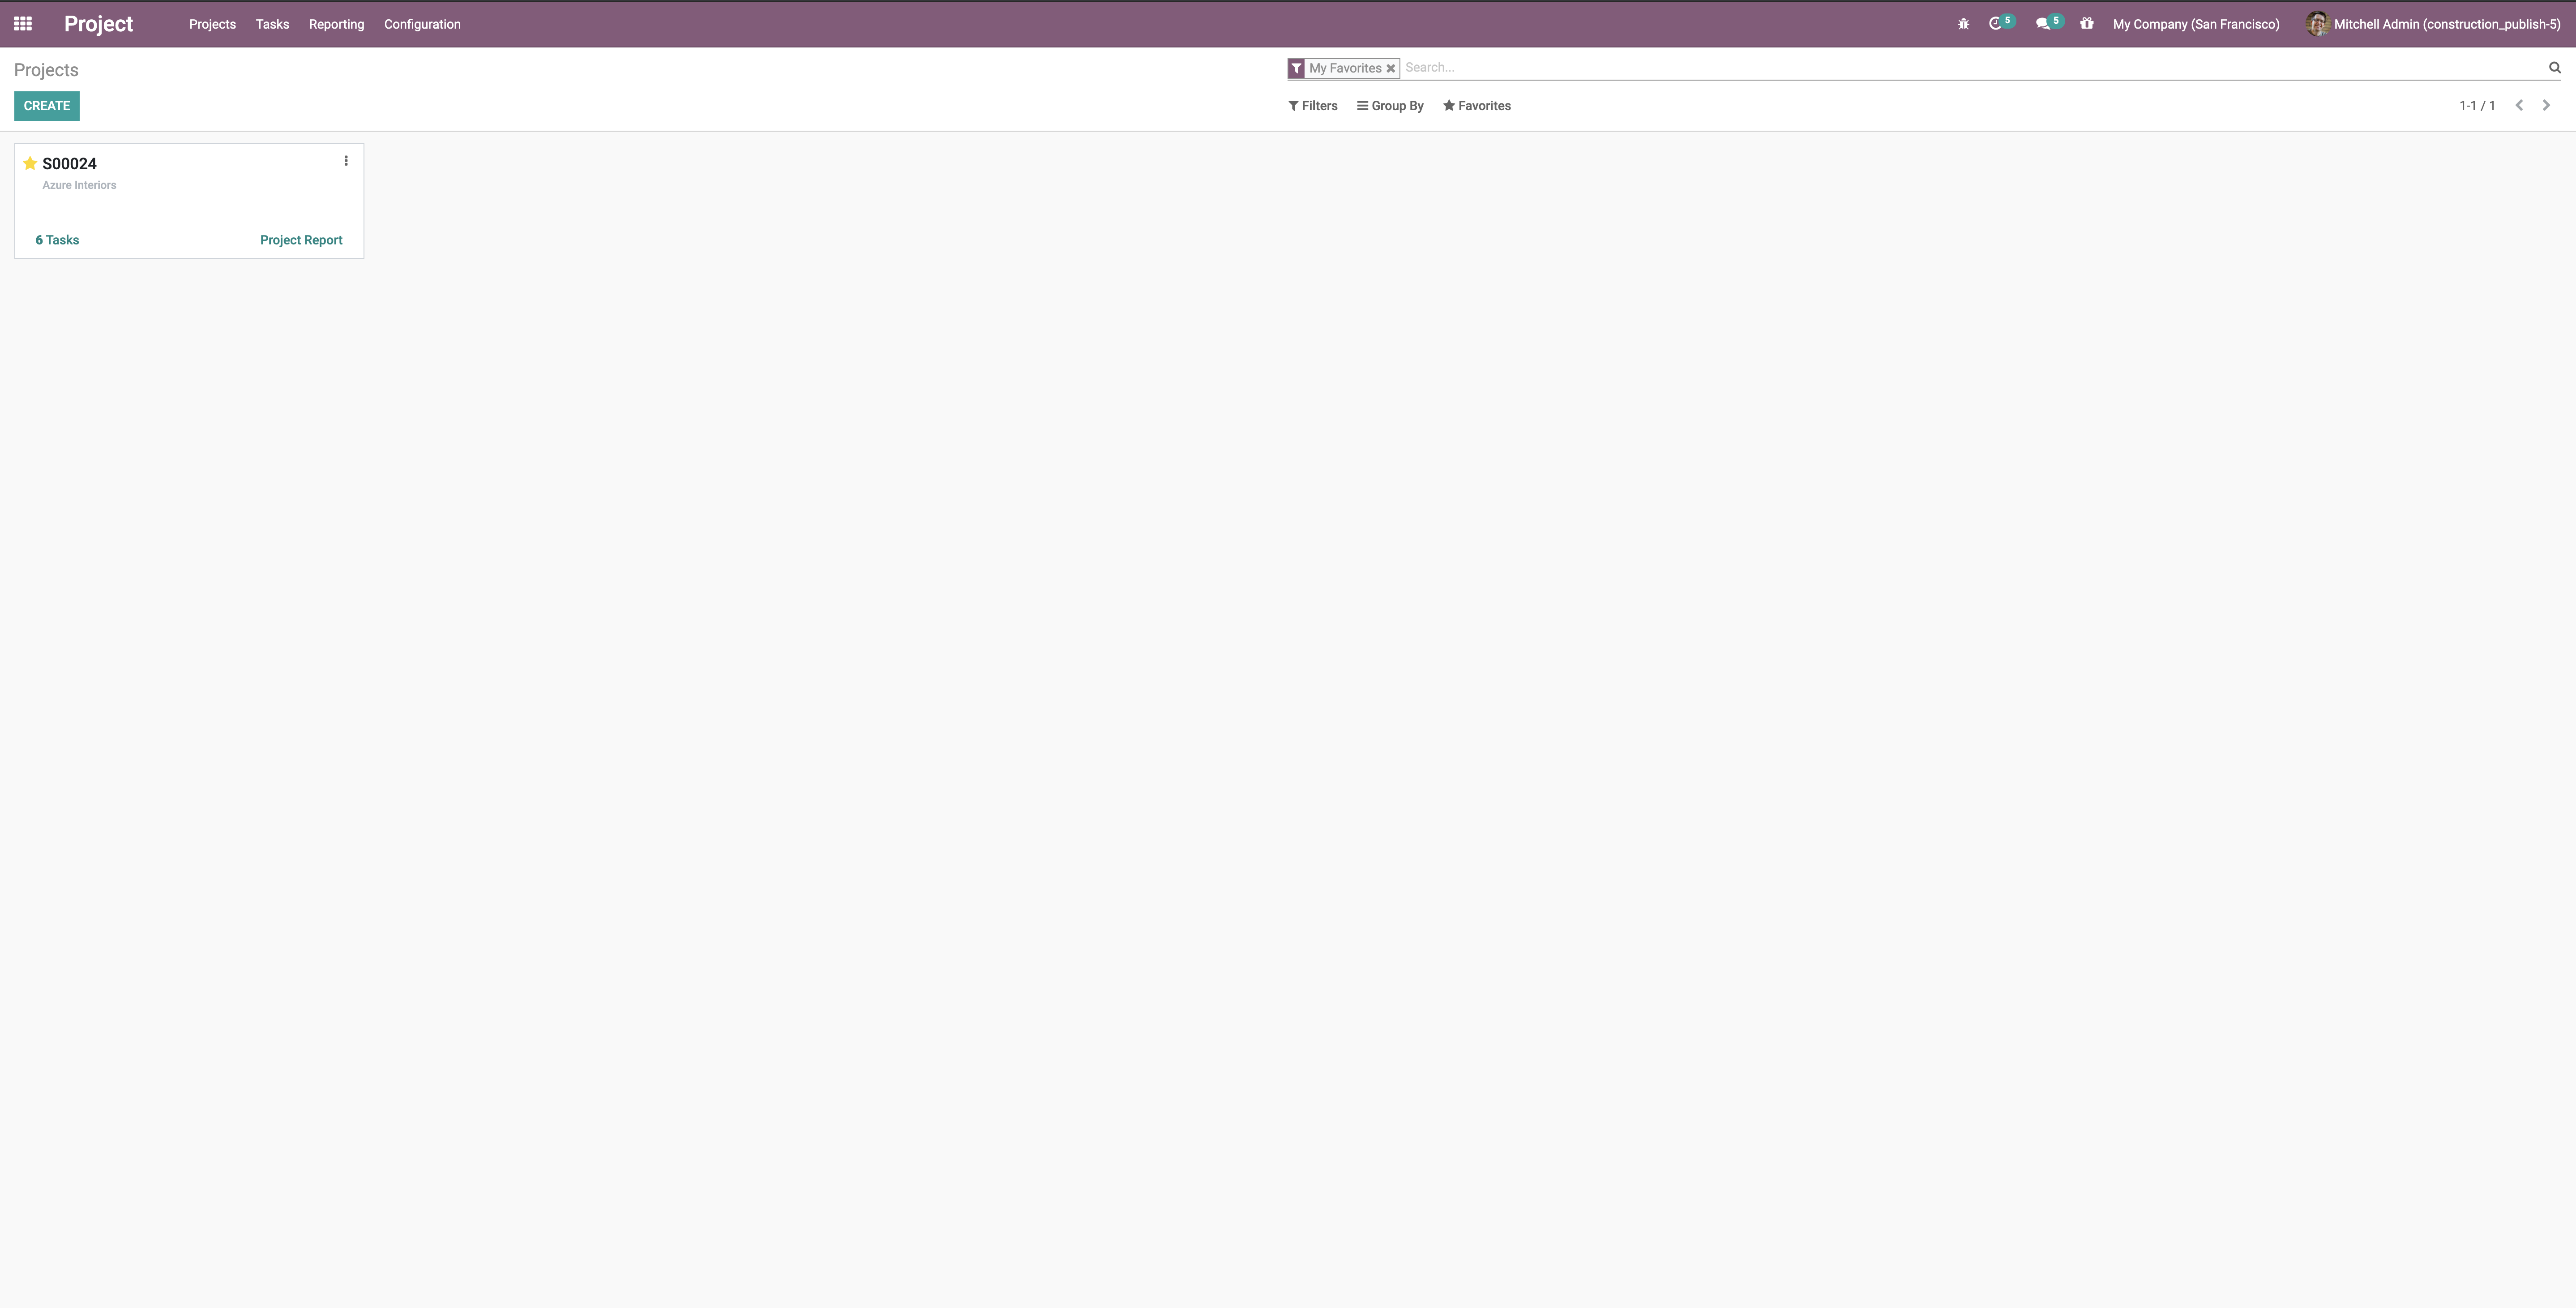 Project Projects Tasks Reporting Configuration 5 5 My Company (San Francisco) Mitchell Admin (construction_publish-5)
Projects My Favorites Search...
CREATE Filters Group By Favorites 1-1 / 1
S00024
Azure Interiors
6 Tasks Project Report